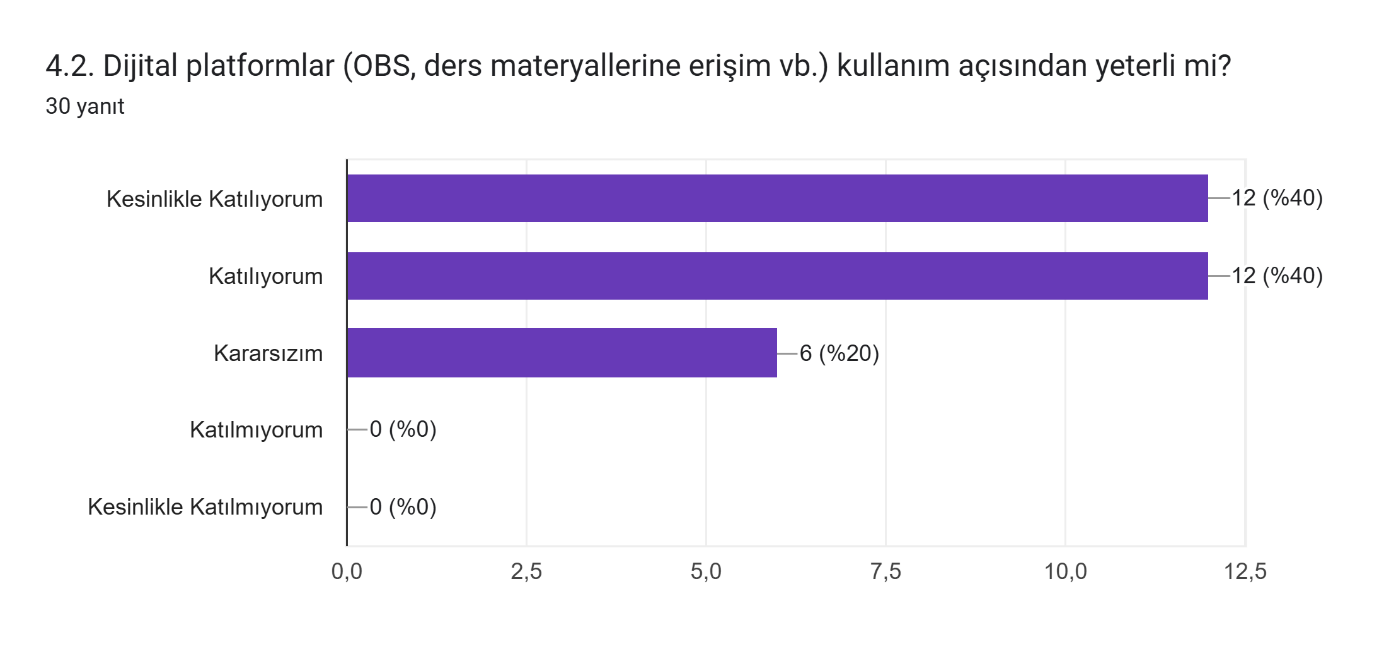 4.2. Dijital platformlar (OBS, ders materyallerine erişim vb.) kullanım açısından yeterli mi?
30 yanıt
Kesinlikle Katılıyorum 12 (%40)
Katılıyorum 12 (%40)
Kararsızım 6 (%20)
Katılmıyorum 0 (%0)
Kesinlikle Katılmıyorum 0 (%0)
0,0 2,5 5,0 7,5 10,0 12,5